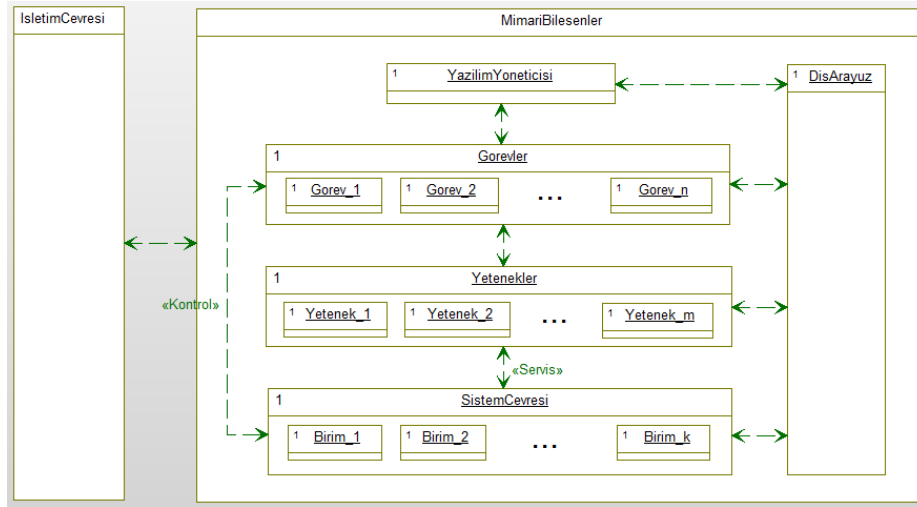 IsletimCevresi
MimariBilesenler
1 YazilimYoneticisi
1 DisArayuz
1 Gorevler
1 Gorev_1
1 Gorev_2
...
1 Gorev_n
1 Yetenekler
«Kontrol»
1 Yetenek_1
1 Yetenek_2
...
1 Yetenek_m
«Servis»
1 SistemCevresi
1 Birim_1
1 Birim_2
...
1 Birim_k